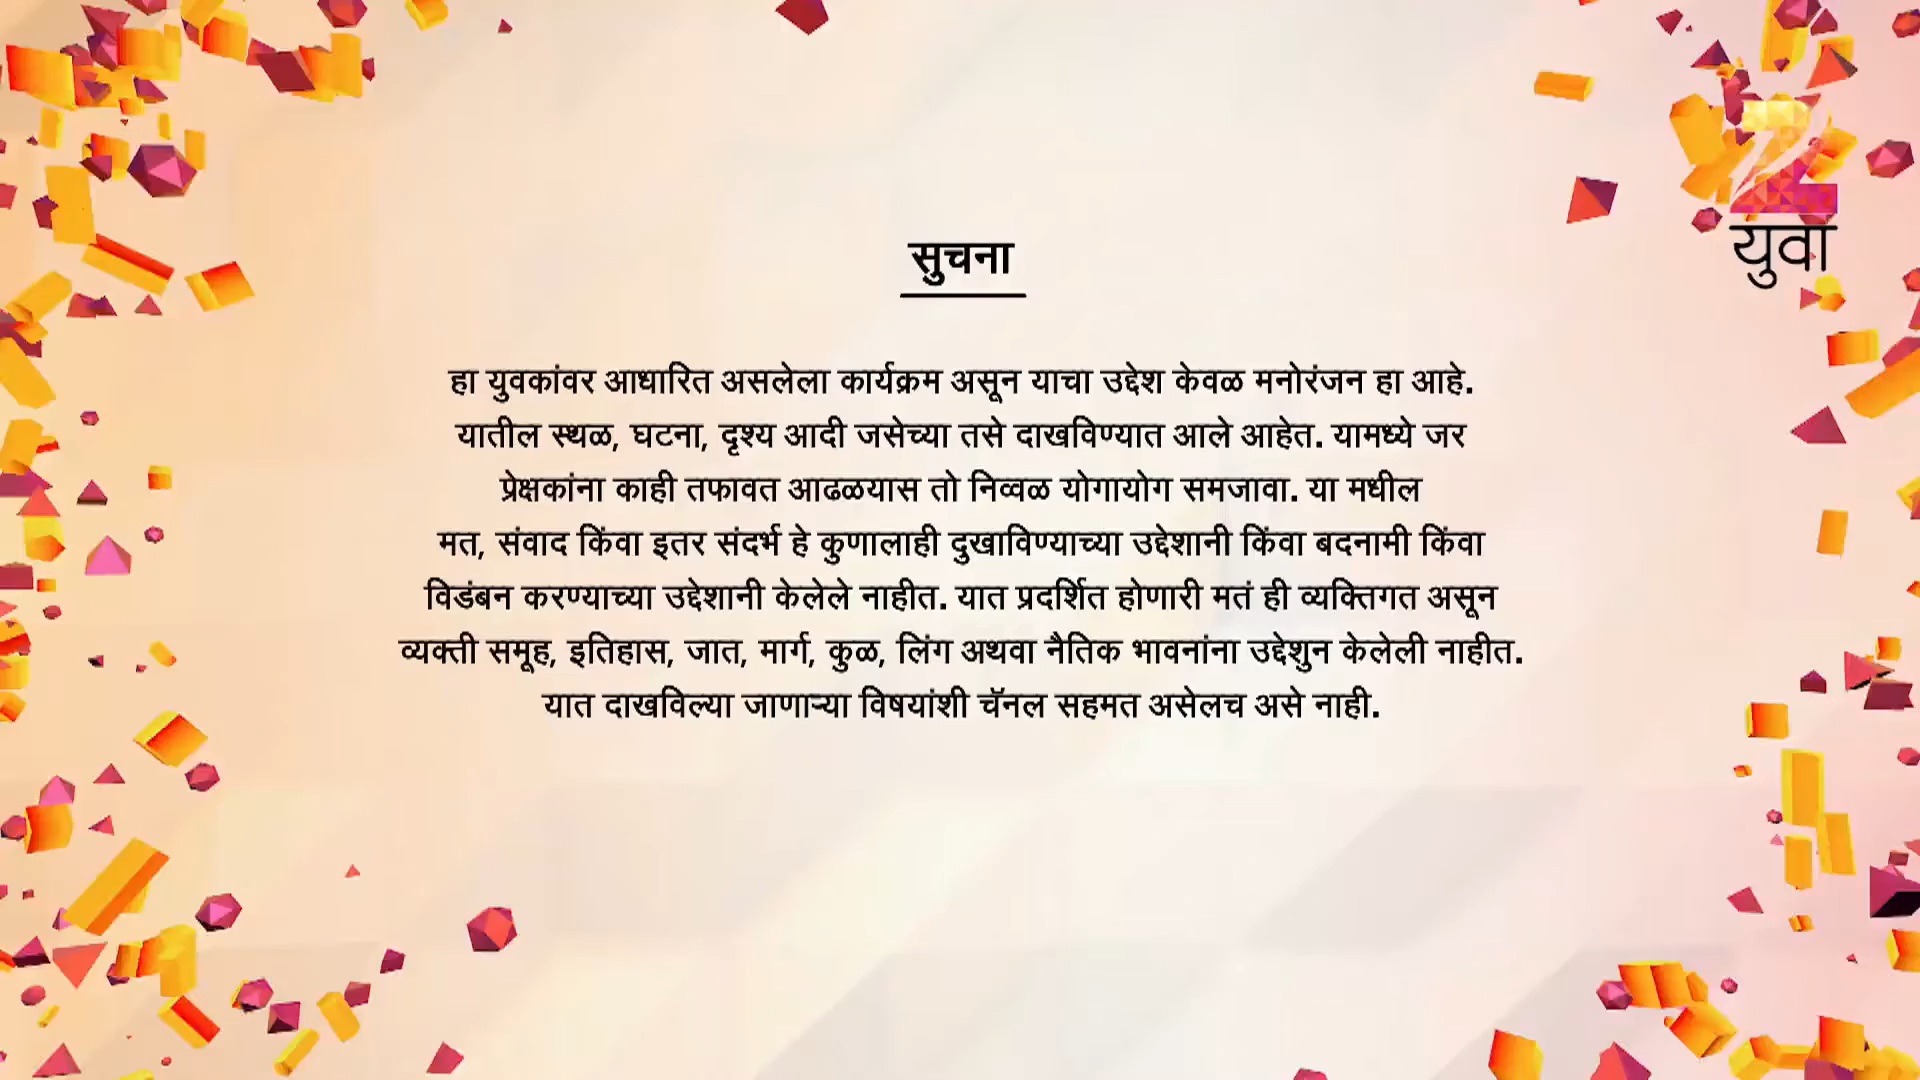 युवा
सुचना
हा युवकांवर आधारित असलेला कार्यक्रम असून याचा उद्देश केवळ मनोरंजन हा आहे.
यातील स्थळ, घटना, दृश्य आदी जसेच्या तसे दाखविण्यात आले आहेत. यामध्ये जर
प्रेक्षकांना काही तफावत आढळयास तो निव्वळ योगायोग समजावा. या मधील
मत, संवाद किंवा इतर संदर्भ हे कुणालाही दुखाविण्याच्या उद्देशानी किंवा बदनामी किंवा
विडंबन करण्याच्या उद्देशानी केलेले नाहीत. यात प्रदर्शित होणारी मतं ही व्यक्तिगत असून
व्यक्ती समूह, इतिहास, जात, मार्ग, कुळ, लिंग अथवा नैतिक भावनांना उद्देशुन केलेली नाहीत.
यात दाखविल्या जाणाऱ्या विषयांशी चॅनल सहमत असेलच असे नाही.